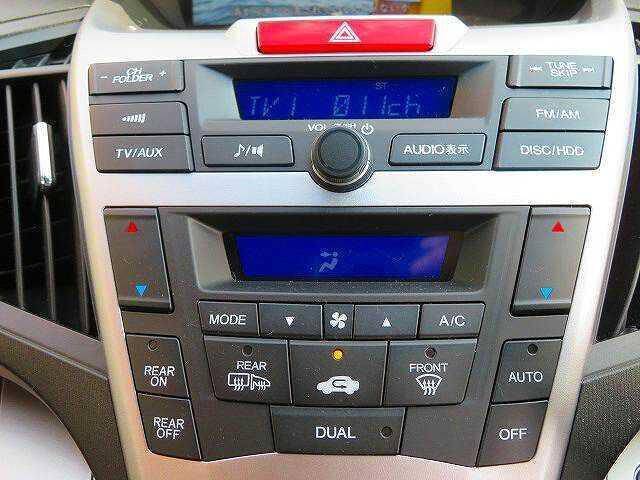 - CH +
FOLDER
ST
TUNE
SKIP
TV1 011ch
FM/AM
VOL
TV/AUX
AUDIO表示
DISC/HDD
MODE
A/C
REAR
ON
REAR
FRONT
AUTO
REAR
OFF
DUAL
OFF